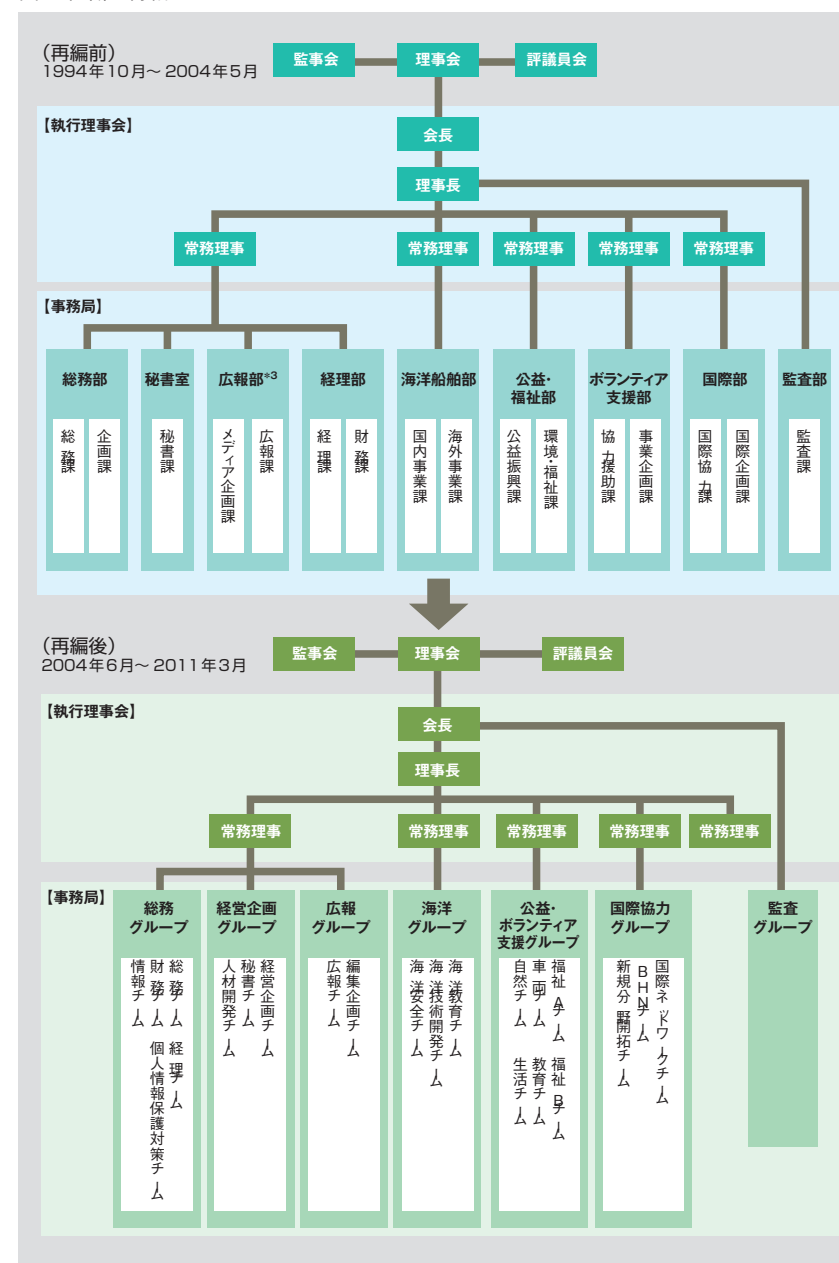 （再編前）
1994年10月～2004年5月
監事会
理事会
評議員会
【執行理事会】
会長
理事長
常務理事
常務理事
常務理事
常務理事
常務理事
【事務局】
総務部
秘書室
広報部*3
経理部
海洋船舶部
公益・
福祉部
ボランティア
支援部
国際部
監査部
総務課
企画課
秘書課
メディア企画課
広報課
経理課
財務課
国内事業課
海外事業課
公益振興課
環境・福祉課
協力援助課
事業企画課
国際協力課
国際企画課
監査課
（再編後）
2004年6月～2011年3月
監事会
理事会
評議員会
【執行理事会】
会長
理事長
常務理事
常務理事
常務理事
常務理事
常務理事
【事務局】
総務
グループ
経営企画
グループ
広報
グループ
海洋
グループ
公益・
ボランティア
支援グループ
国際協力
グループ
監査
グループ
総務チーム　経理チーム
財務チーム　個人情報保護対策チーム
情報チーム
経営企画チーム
秘書チーム
人材開発チーム
編集企画チーム
広報チーム
海洋教育チーム
海洋技術開発チーム
海洋安全チーム
福祉Aチーム　福祉Bチーム
車両チーム　教育チーム
自然チーム　生活チーム
国際ネットワークチーム
BHNチーム
新規分野開拓チーム